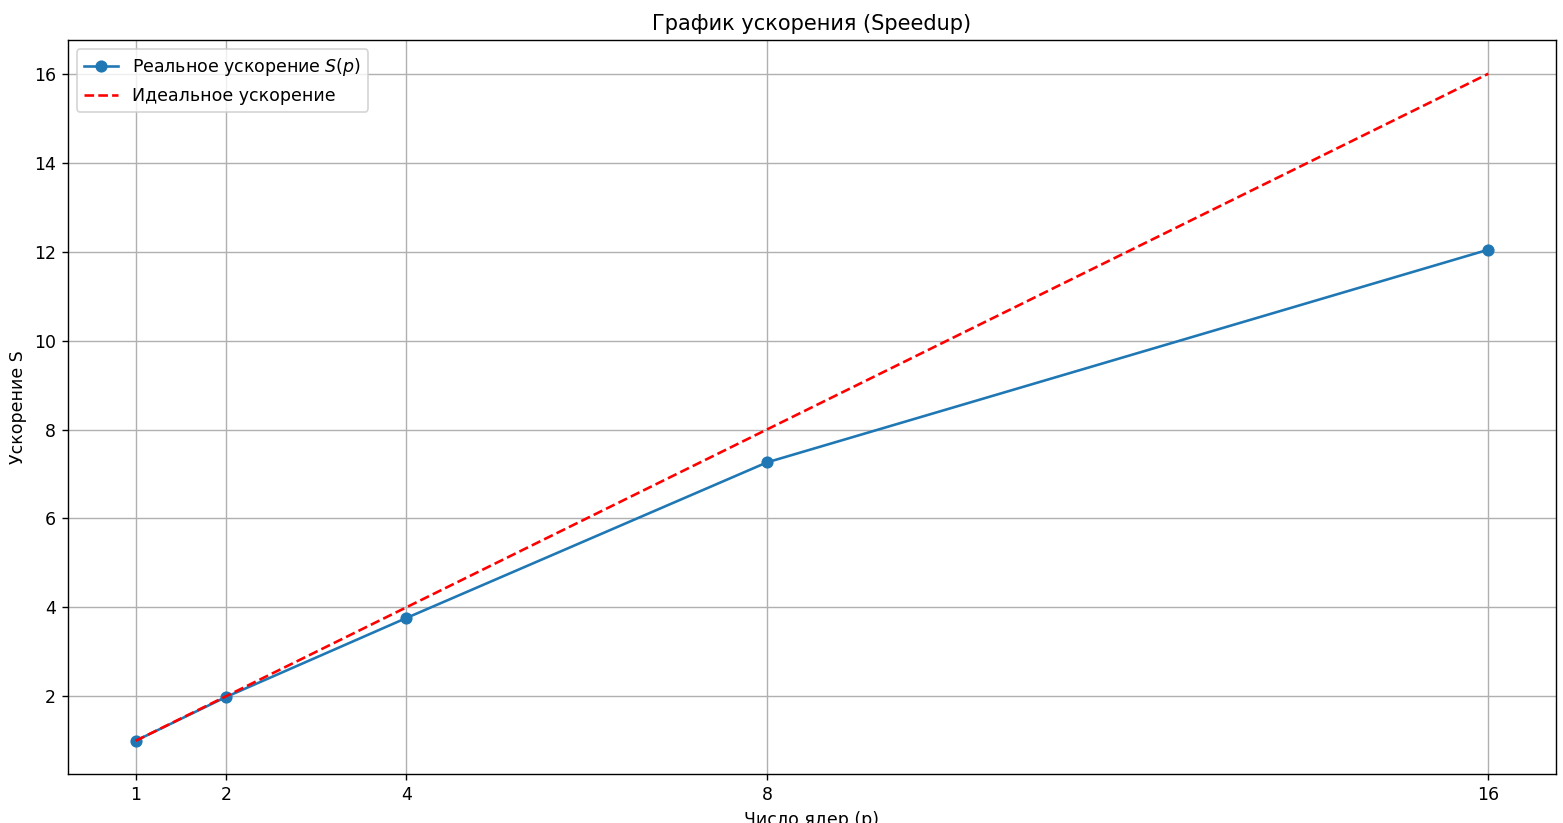 График ускорения (Speedup)
Реальное ускорение S(p)
Идеальное ускорение
16
14
12
10
8
6
4
2
Ускорение S
1 2 4 8 16
Число ядер (p)